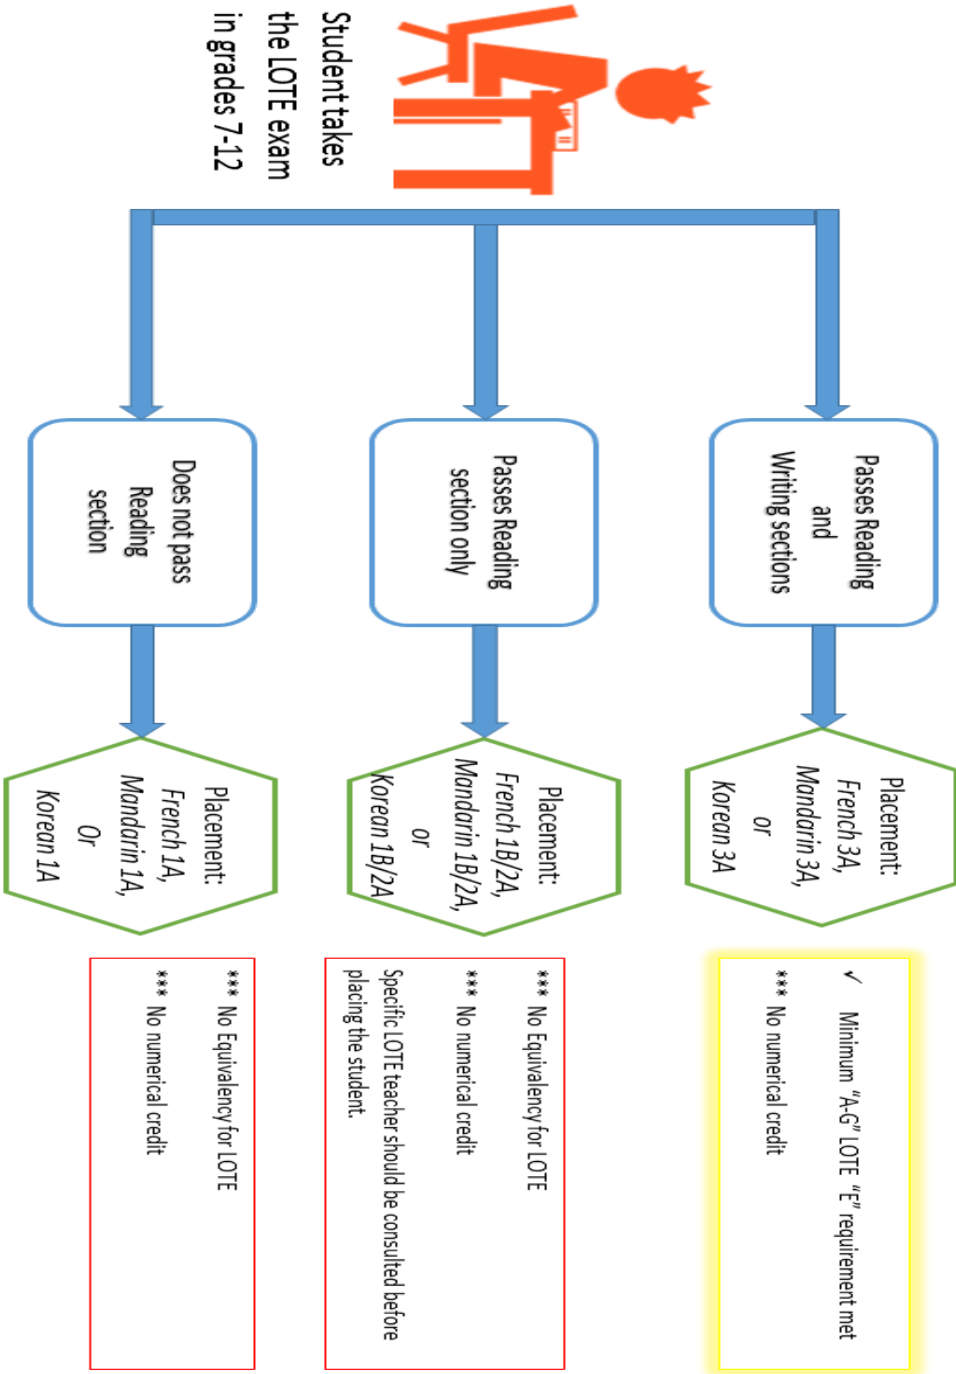 Student takes
the LOTE exam
in grades 7-12
Passes Reading
and
Writing sections
Placement:
French 3A,
Mandarin 3A,
or
Korean 3A
✓ Minimum "A-G" LOTE "E" requirement met
*** No numerical credit
Passes Reading
section only
Placement:
French 1B/2A,
Mandarin 1B/2A,
or
Korean 1B/2A
*** No Equivalency for LOTE
*** No numerical credit
Specific LOTE teacher should be consulted before
placing the student.
Does not pass
Reading
section
Placement:
French 1A,
Mandarin 1A,
Or
Korean 1A
*** No Equivalency for LOTE
*** No numerical credit